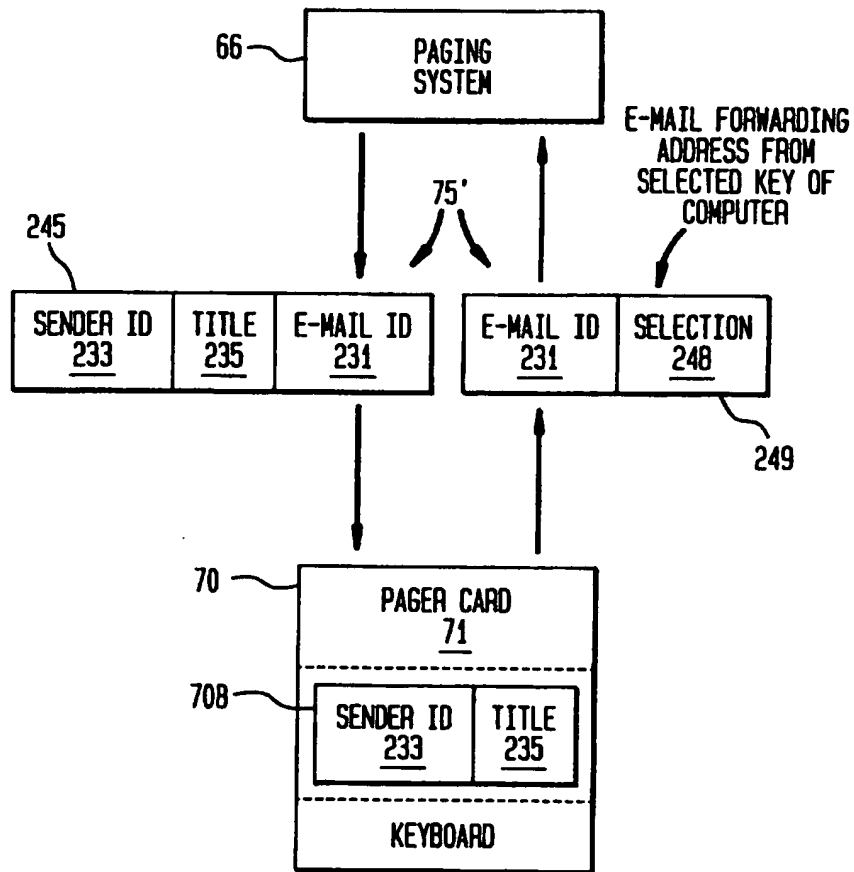 66
PAGING
SYSTEM
E-MAIL FORWARDING
ADDRESS FROM
SELECTED KEY OF
COMPUTER
75'
245
SENDER ID
233
TITLE
235
E-MAIL ID
231
E-MAIL ID
231
SELECTION
248
249
70
PAGER CARD
71
708
SENDER ID
233
TITLE
235
KEYBOARD